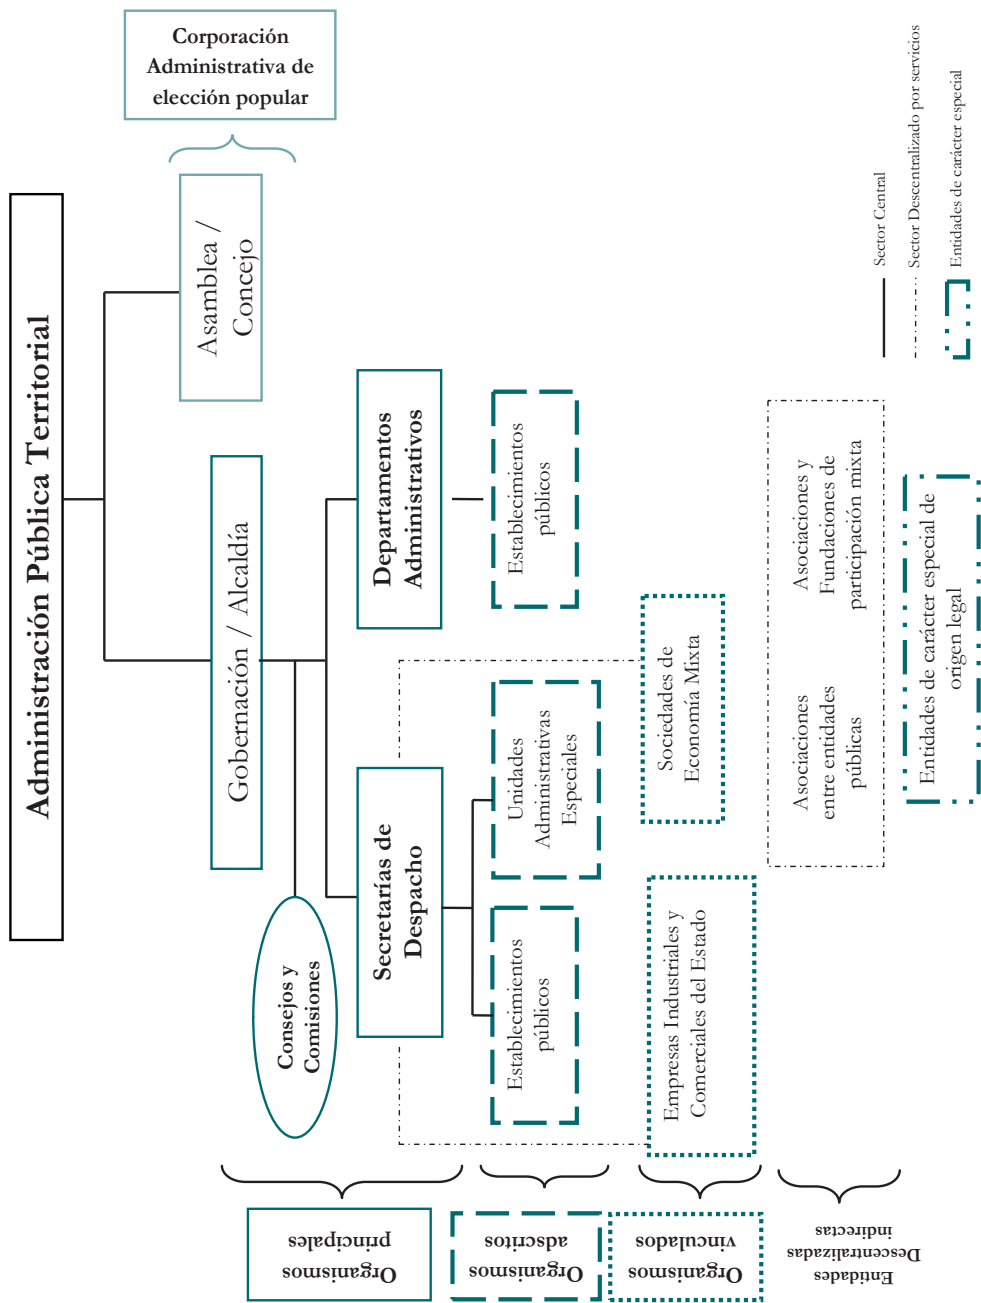 Administración Pública Territorial
Corporación
Administrativa de
elección popular
Asamblea /
Concejo
Gobernación / Alcaldía
Consejos y
Comisiones
Secretarías de
Despacho
Departamentos
Administrativos
Establecimientos
públicos
Unidades
Administrativas
Especiales
Establecimientos
públicos
Empresas Industriales y
Comerciales del Estado
Sociedades de
Economía Mixta
Asociaciones
entre entidades
públicas
Asociaciones y
Fundaciones de
participación mixta
Entidades de carácter especial de
origen legal
Organismos
principales
Organismos
adscritos
Organismos
vinculados
Entidades
Descentralizadas
indirectas
Sector Central
Sector Descentralizado por servicios
Entidades de carácter especial